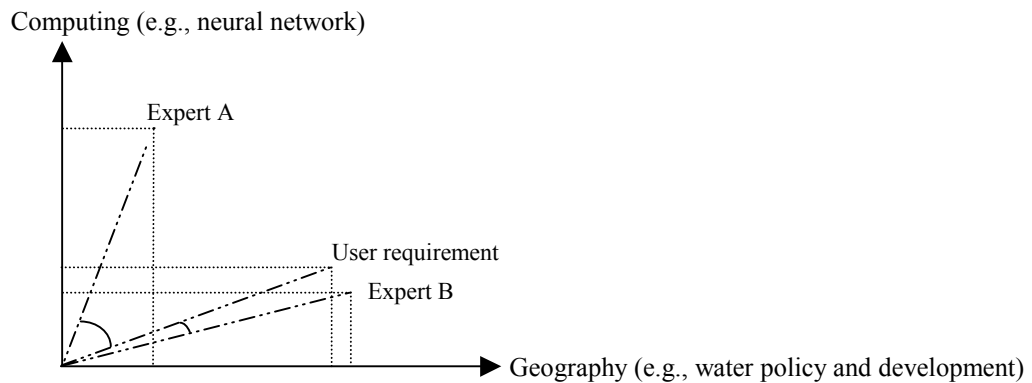 Computing (e.g., neural network)
Expert A
User requirement
Expert B
Geography (e.g., water policy and development)